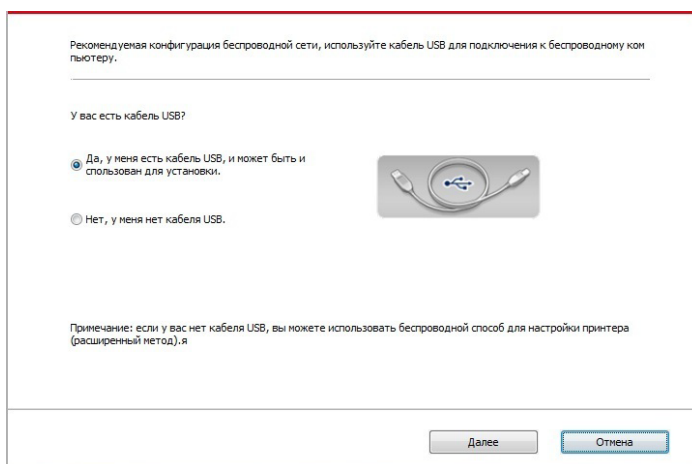 Рекомендуемая конфигурация беспроводной сети, используйте кабель USB для подключения к беспроводному ком
пьютеру.
У вас есть кабель USB?
Да, у меня есть кабель USB, и может быть и
спользован для установки.
Нет, у меня нет кабеля USB.
Примечание: если у вас нет кабеля USB, вы можете использовать беспроводной способ для настройки принтера
(расширенный метод).я
Далее
Отмена